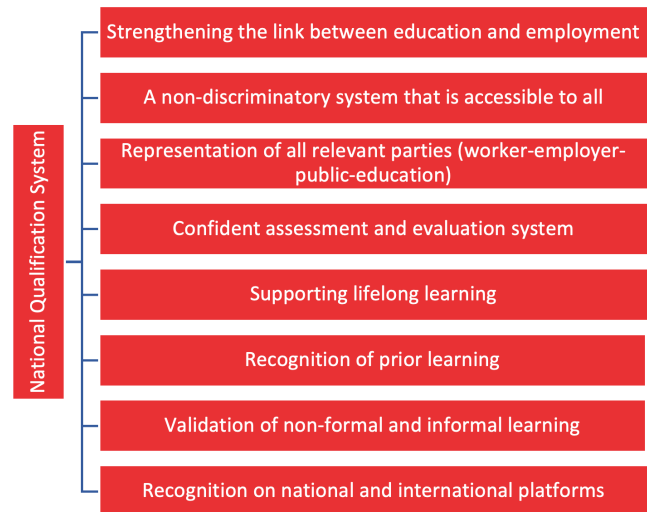 Strengthening the link between education and employment
A non-discriminatory system that is accessible to all
Representation of all relevant parties (worker-employer-
public-education)
Confident assessment and evaluation system
Supporting lifelong learning
Recognition of prior learning
Validation of non-formal and informal learning
Recognition on national and international platforms
National Qualification System